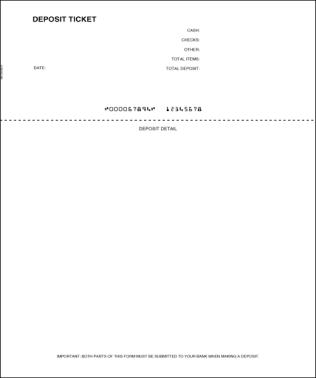 DEPOSIT TICKET
CASH:
CHECKS:
OTHER:
TOTAL ITEMS:
DATE:
TOTAL DEPOSIT:
⑈0000678944⑈ 12345678
DEPOSIT DETAIL
IMPORTANT: BOTH PARTS OF THIS FORM MUST BE SUBMITTED TO YOUR BANK WHEN MAKING A DEPOSIT.